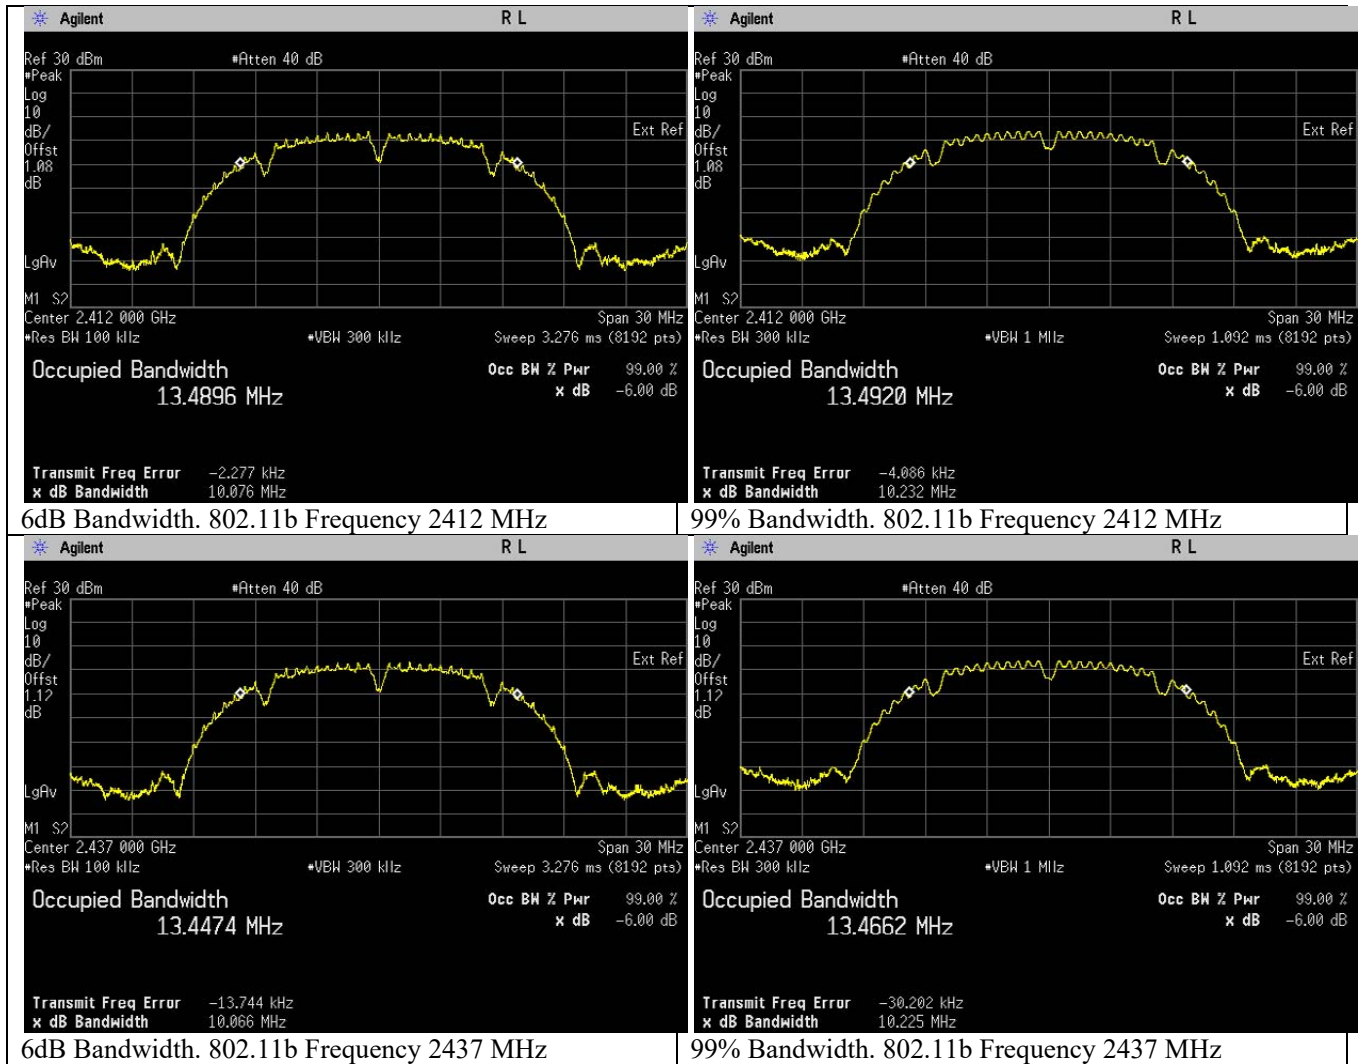 Agilent R L
Ref 30 dBm #Atten 40 dB
#Peak
Log
10
dB/
Offst
1.08
dB
Ext Ref
LgAv
M1 S2
Center 2.412 000 GHz Span 30 MHz
#Res BW 100 kHz #VBW 300 kHz Sweep 3.276 ms (8192 pts)
Occupied Bandwidth Occ BW % Pwr 99.00 %
13.4896 MHz x dB -6.00 dB
Transmit Freq Error -2.277 kHz
x dB Bandwidth 10.076 MHz
6dB Bandwidth. 802.11b Frequency 2412 MHz
Agilent R L
Ref 30 dBm #Atten 40 dB
#Peak
Log
10
dB/
Offst
1.08
dB
Ext Ref
LgAv
M1 S2
Center 2.412 000 GHz Span 30 MHz
#Res BW 300 kHz #VBW 1 MHz Sweep 1.092 ms (8192 pts)
Occupied Bandwidth Occ BW % Pwr 99.00 %
13.4920 MHz x dB -6.00 dB
Transmit Freq Error -4.086 kHz
x dB Bandwidth 10.232 MHz
99% Bandwidth. 802.11b Frequency 2412 MHz
Agilent R L
Ref 30 dBm #Atten 40 dB
#Peak
Log
10
dB/
Offst
1.12
dB
Ext Ref
LgAv
M1 S2
Center 2.437 000 GHz Span 30 MHz
#Res BW 100 kHz #VBW 300 kHz Sweep 3.276 ms (8192 pts)
Occupied Bandwidth Occ BW % Pwr 99.00 %
13.4474 MHz x dB -6.00 dB
Transmit Freq Error -13.744 kHz
x dB Bandwidth 10.066 MHz
6dB Bandwidth. 802.11b Frequency 2437 MHz
Agilent R L
Ref 30 dBm #Atten 40 dB
#Peak
Log
10
dB/
Offst
1.12
dB
Ext Ref
LgAv
M1 S2
Center 2.437 000 GHz Span 30 MHz
#Res BW 300 kHz #VBW 1 MHz Sweep 1.092 ms (8192 pts)
Occupied Bandwidth Occ BW % Pwr 99.00 %
13.4662 MHz x dB -6.00 dB
Transmit Freq Error -30.202 kHz
x dB Bandwidth 10.225 MHz
99% Bandwidth. 802.11b Frequency 2437 MHz